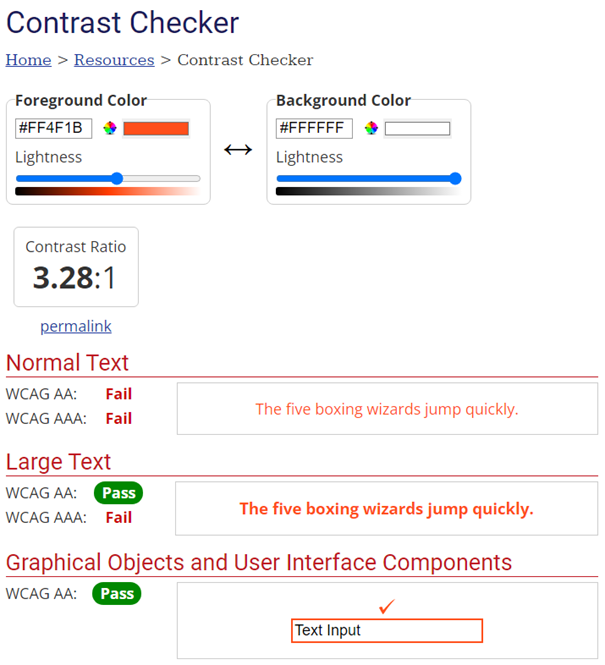 Contrast Checker
Home > Resources > Contrast Checker
Foreground Color
#FF4F1B
Lightness
Background Color
#FFFFFF
Lightness
Contrast Ratio
3.28:1
permalink
Normal Text
WCAG AA: Fail
WCAG AAA: Fail
The five boxing wizards jump quickly.
Large Text
WCAG AA: Pass
WCAG AAA: Fail
The five boxing wizards jump quickly.
Graphical Objects and User Interface Components
WCAG AA: Pass
Text Input